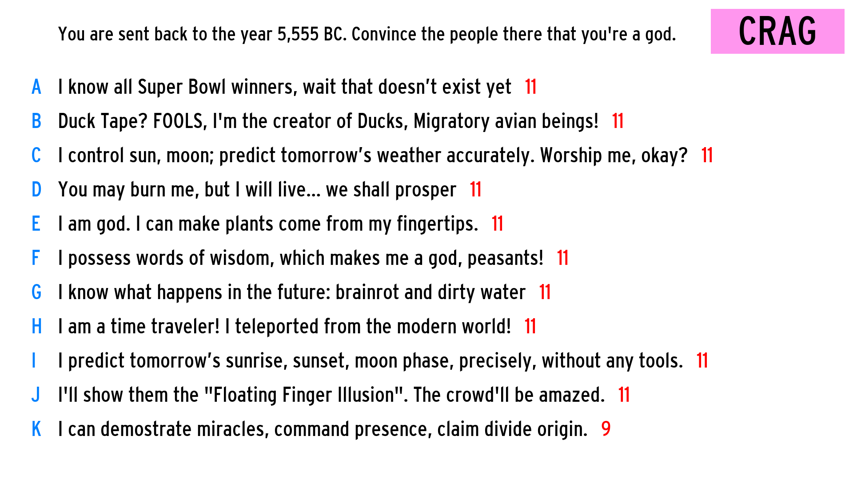 You are sent back to the year 5,555 BC. Convince the people there that you're a god.
CRAG
A I know all Super Bowl winners, wait that doesn't exist yet 11
B Duck Tape? FOOLS, I'm the creator of Ducks, Migratory avian beings! 11
C I control sun, moon; predict tomorrow's weather accurately. Worship me, okay? 11
D You may burn me, but I will live... we shall prosper 11
E I am god. I can make plants come from my fingertips. 11
F I possess words of wisdom, which makes me a god, peasants! 11
G I know what happens in the future: brainrot and dirty water 11
H I am a time traveler! I teleported from the modern world! 11
I I predict tomorrow's sunrise, sunset, moon phase, precisely, without any tools. 11
J I'll show them the "Floating Finger Illusion". The crowd'll be amazed. 11
K I can demostrate miracles, command presence, claim divide origin. 9